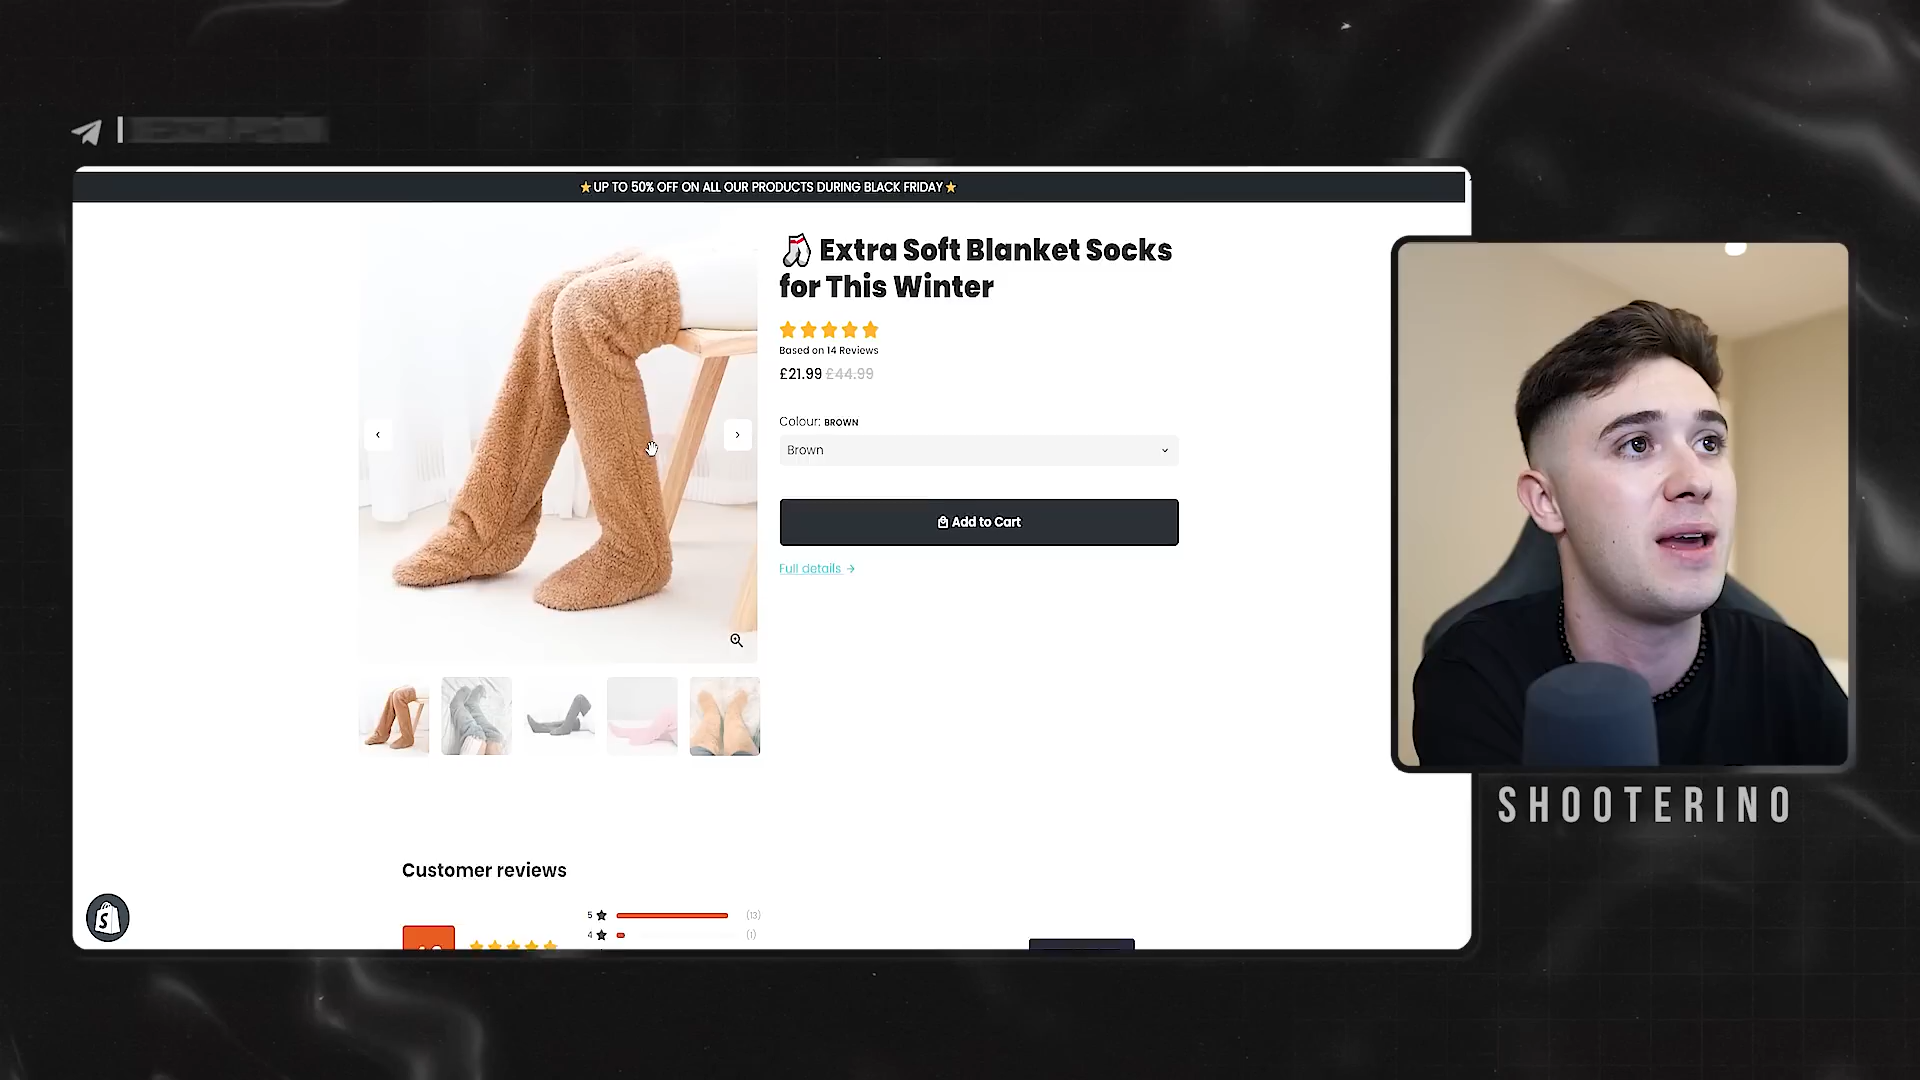 ⭐UP TO 50% OFF ON ALL OUR PRODUCTS DURING BLACK FRIDAY⭐
🧦 Extra Soft Blanket Socks
for This Winter
Based on 14 Reviews
£21.99 £44.99
Colour: BROWN
Brown
Add to Cart
Full details →
SHOOTERINO
Customer reviews
5 ★ (13)
4 ★ (1)